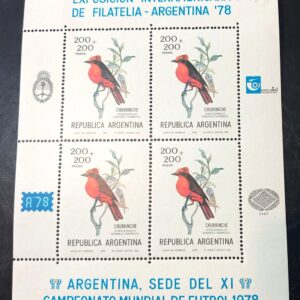 EXPOSICION INTERAMERICANA
DE FILATELIA - ARGENTINA '78
200+
200
PESOS
CHURRINCHE
REPUBLICA ARGENTINA
200+
200
PESOS
CHURRINCHE
REPUBLICA ARGENTINA
200+
200
PESOS
CHURRINCHE
REPUBLICA ARGENTINA
200+
200
PESOS
CHURRINCHE
REPUBLICA ARGENTINA
A'78
ARGENTINA, SEDE DEL XI
CAMPEONATO MUNDIAL DE FUTBOL 1978